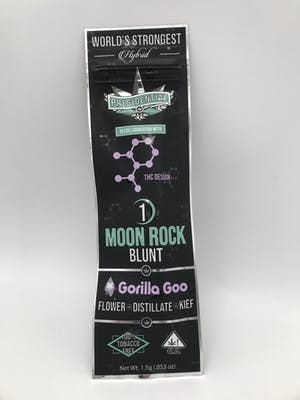 WORLD'S STRONGEST
Hybrid
PRESIDENTIAL
IN COLLABORATION WITH
THC DESIGN
1
MOON ROCK
BLUNT
Gorilla Goo
FLOWER DISTILLATE KIEF
TOBACCO
FREE
CA
Net Wt. 1.5g (.053 oz)